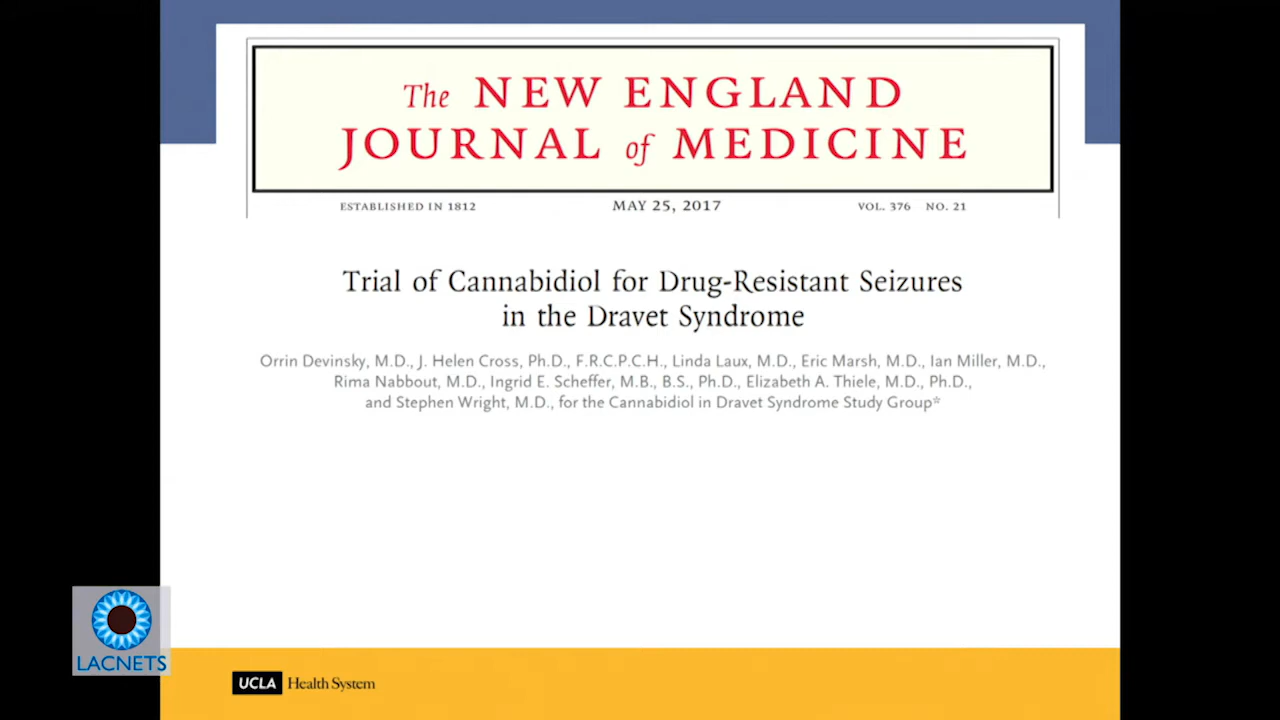 The NEW ENGLAND
JOURNAL of MEDICINE
ESTABLISHED IN 1812 MAY 25, 2017 VOL. 376 NO. 21
Trial of Cannabidiol for Drug-Resistant Seizures
in the Dravet Syndrome
Orrin Devinsky, M.D., J. Helen Cross, Ph.D., F.R.C.P.C.H., Linda Laux, M.D., Eric Marsh, M.D., Ian Miller, M.D.,
Rima Nabbout, M.D., Ingrid E. Scheffer, M.B., B.S., Ph.D., Elizabeth A. Thiele, M.D., Ph.D.,
and Stephen Wright, M.D., for the Cannabidiol in Dravet Syndrome Study Group*
LACNETS
UCLA Health System